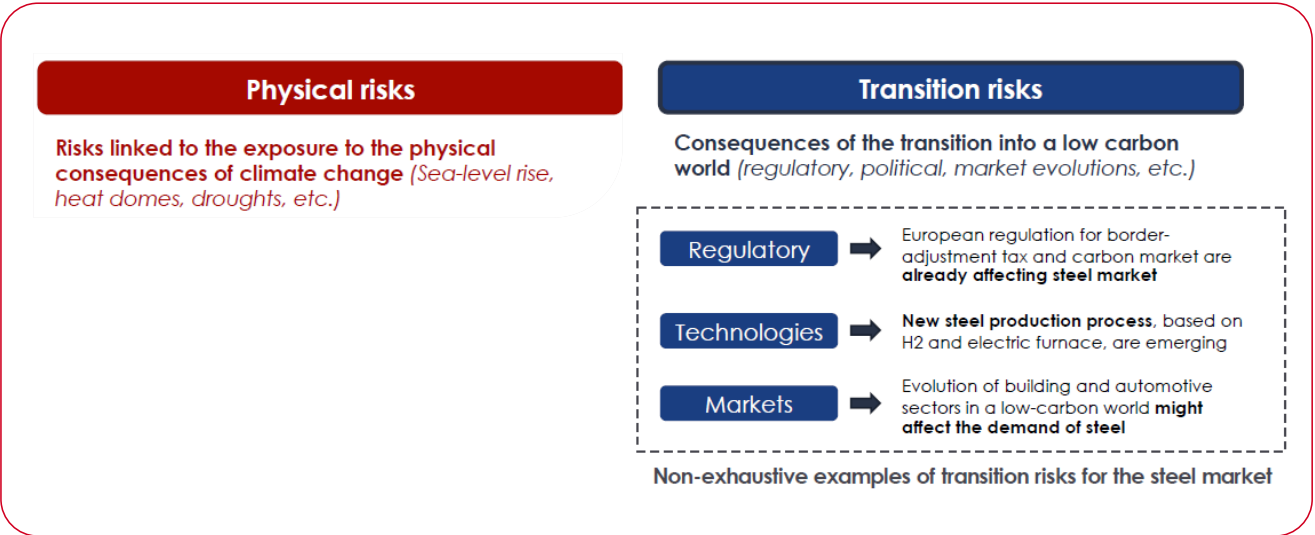 Physical risks
Risks linked to the exposure to the physical
consequences of climate change (Sea-level rise,
heat domes, droughts, etc.)
Transition risks
Consequences of the transition into a low carbon
world (regulatory, political, market evolutions, etc.)
Regulatory
European regulation for border-
adjustment tax and carbon market are
already affecting steel market
Technologies
New steel production process, based on
H2 and electric furnace, are emerging
Markets
Evolution of building and automotive
sectors in a low-carbon world might
affect the demand of steel
Non-exhaustive examples of transition risks for the steel market